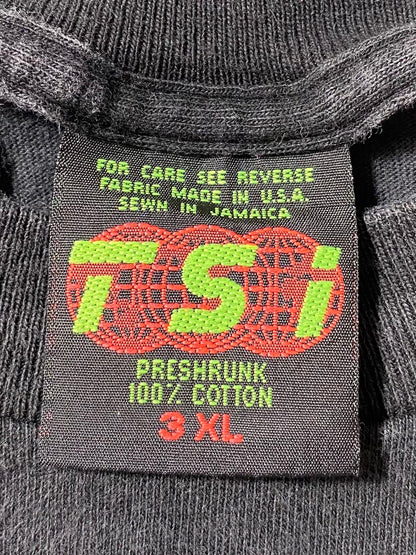 FOR CARE SEE REVERSE
FABRIC MADE IN U.S.A.
SEWN IN JAMAICA
TSi
PRESHRUNK
100% COTTON
3 XL